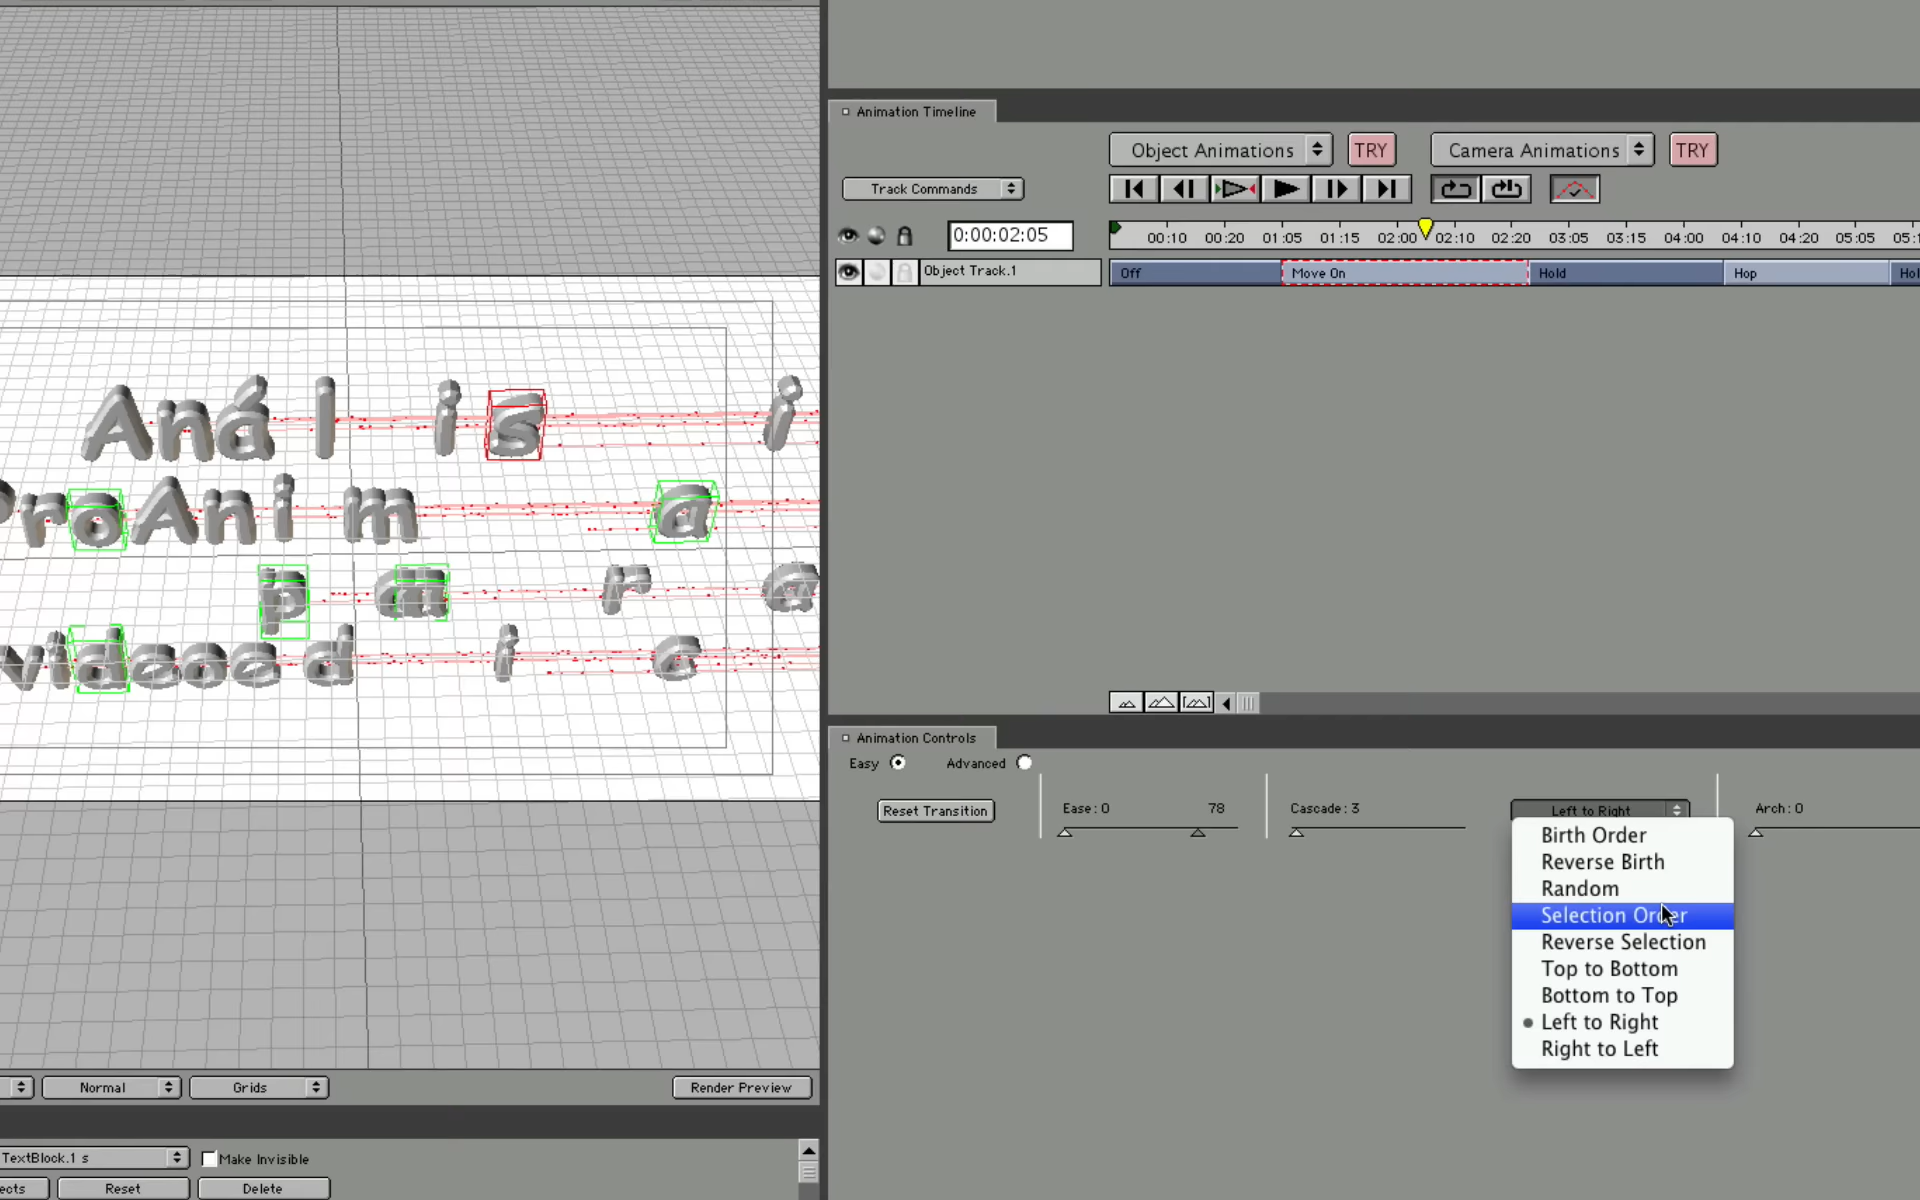 Animation Timeline
Object Animations TRY Camera Animations TRY
Track Commands
0:00:02:05
00:10 00:20 01:05 01:15 02:00 02:10 02:20 03:05 03:15 04:00 04:10 04:20 05:05
Object Track.1 Off Move On Hold Hop
Aná l i s i
roAni m a
p a r a
d i c
Animation Controls
Easy Advanced
Reset Transition Ease: 0 78 Cascade: 3 Left to Right Arch: 0
Birth Order
Reverse Birth
Random
Selection Order
Reverse Selection
Top to Bottom
Bottom to Top
Left to Right
Right to Left
Normal Grids Render Preview
TextBlock.1 s Make Invisible
Reset Delete